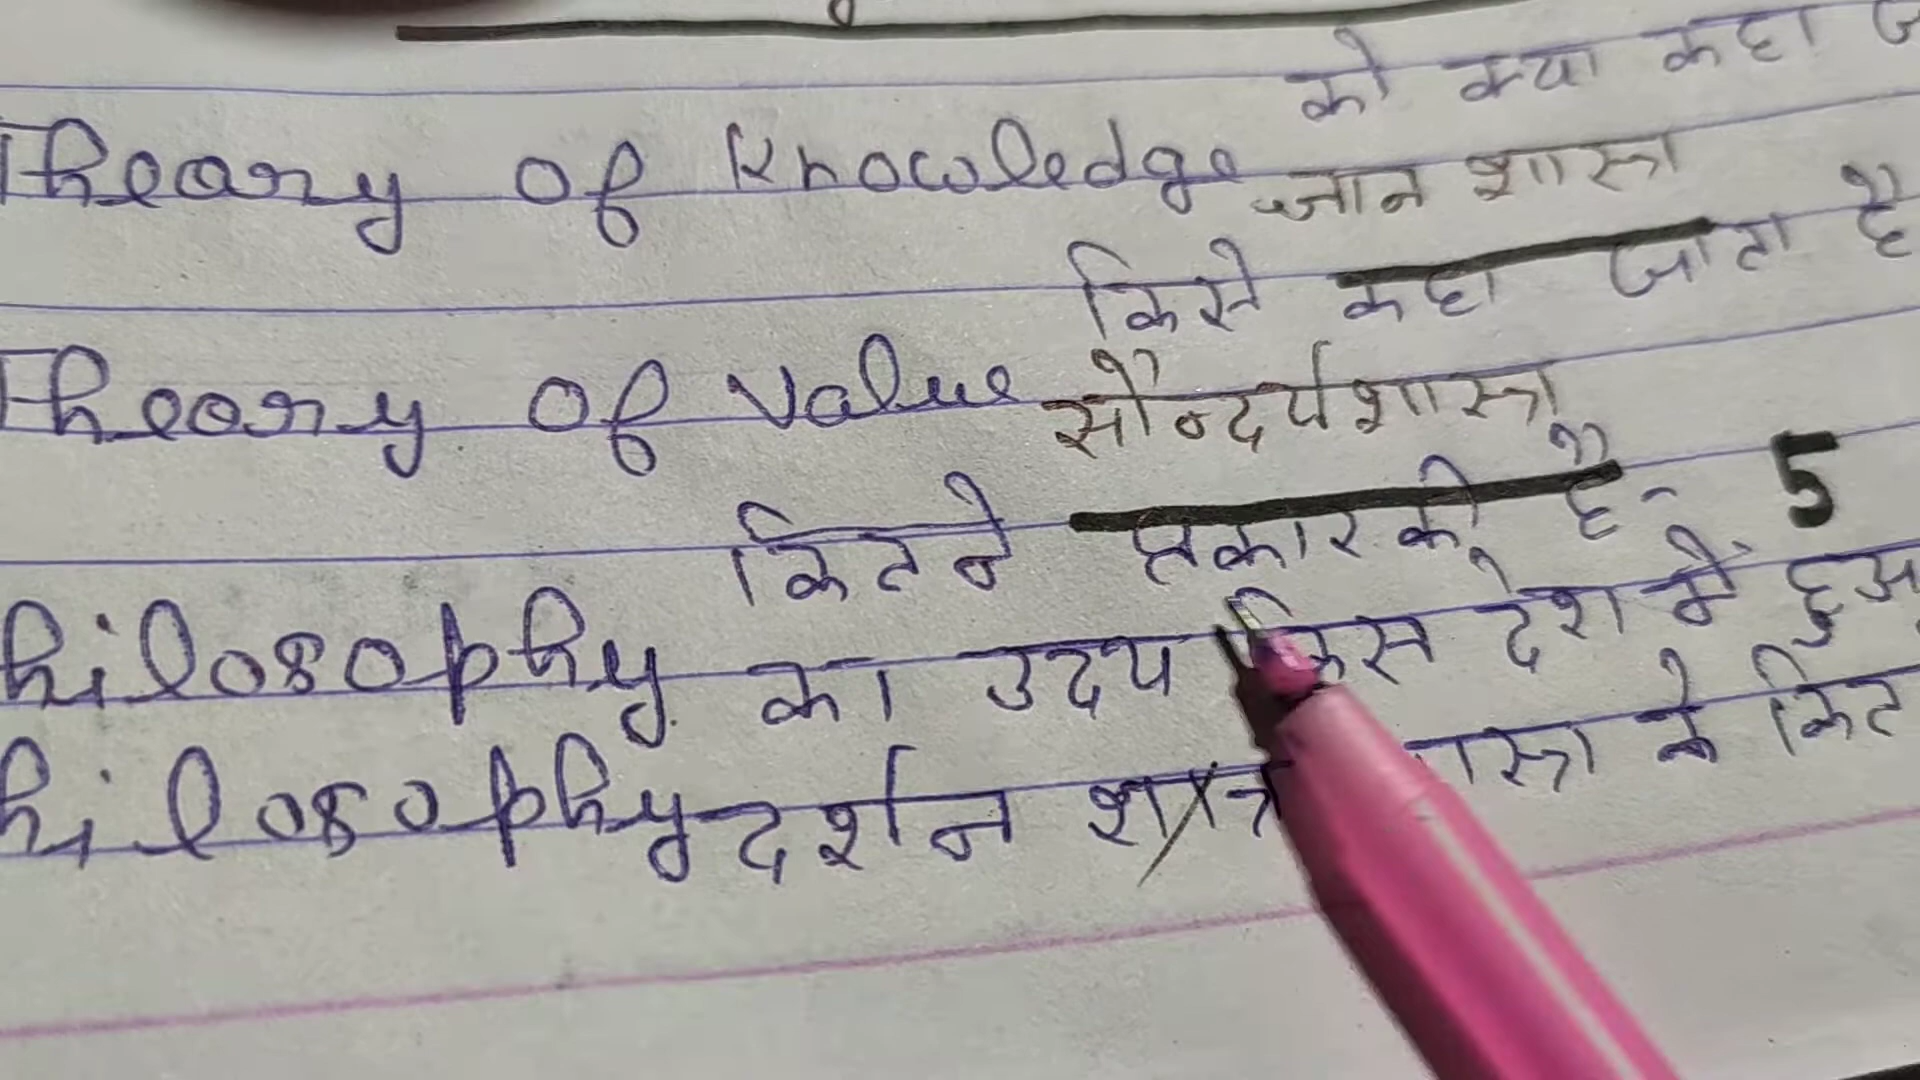 को क्या कहा
Theory of Knowledge ज्ञान शास्त्र
किसे कहा जाता है
Theory of Value सौन्दर्यशास्त्र
कितने प्रकार की है - 5
hilosophy का उदय किस देश में हुआ
hilosophy दर्शन के कित